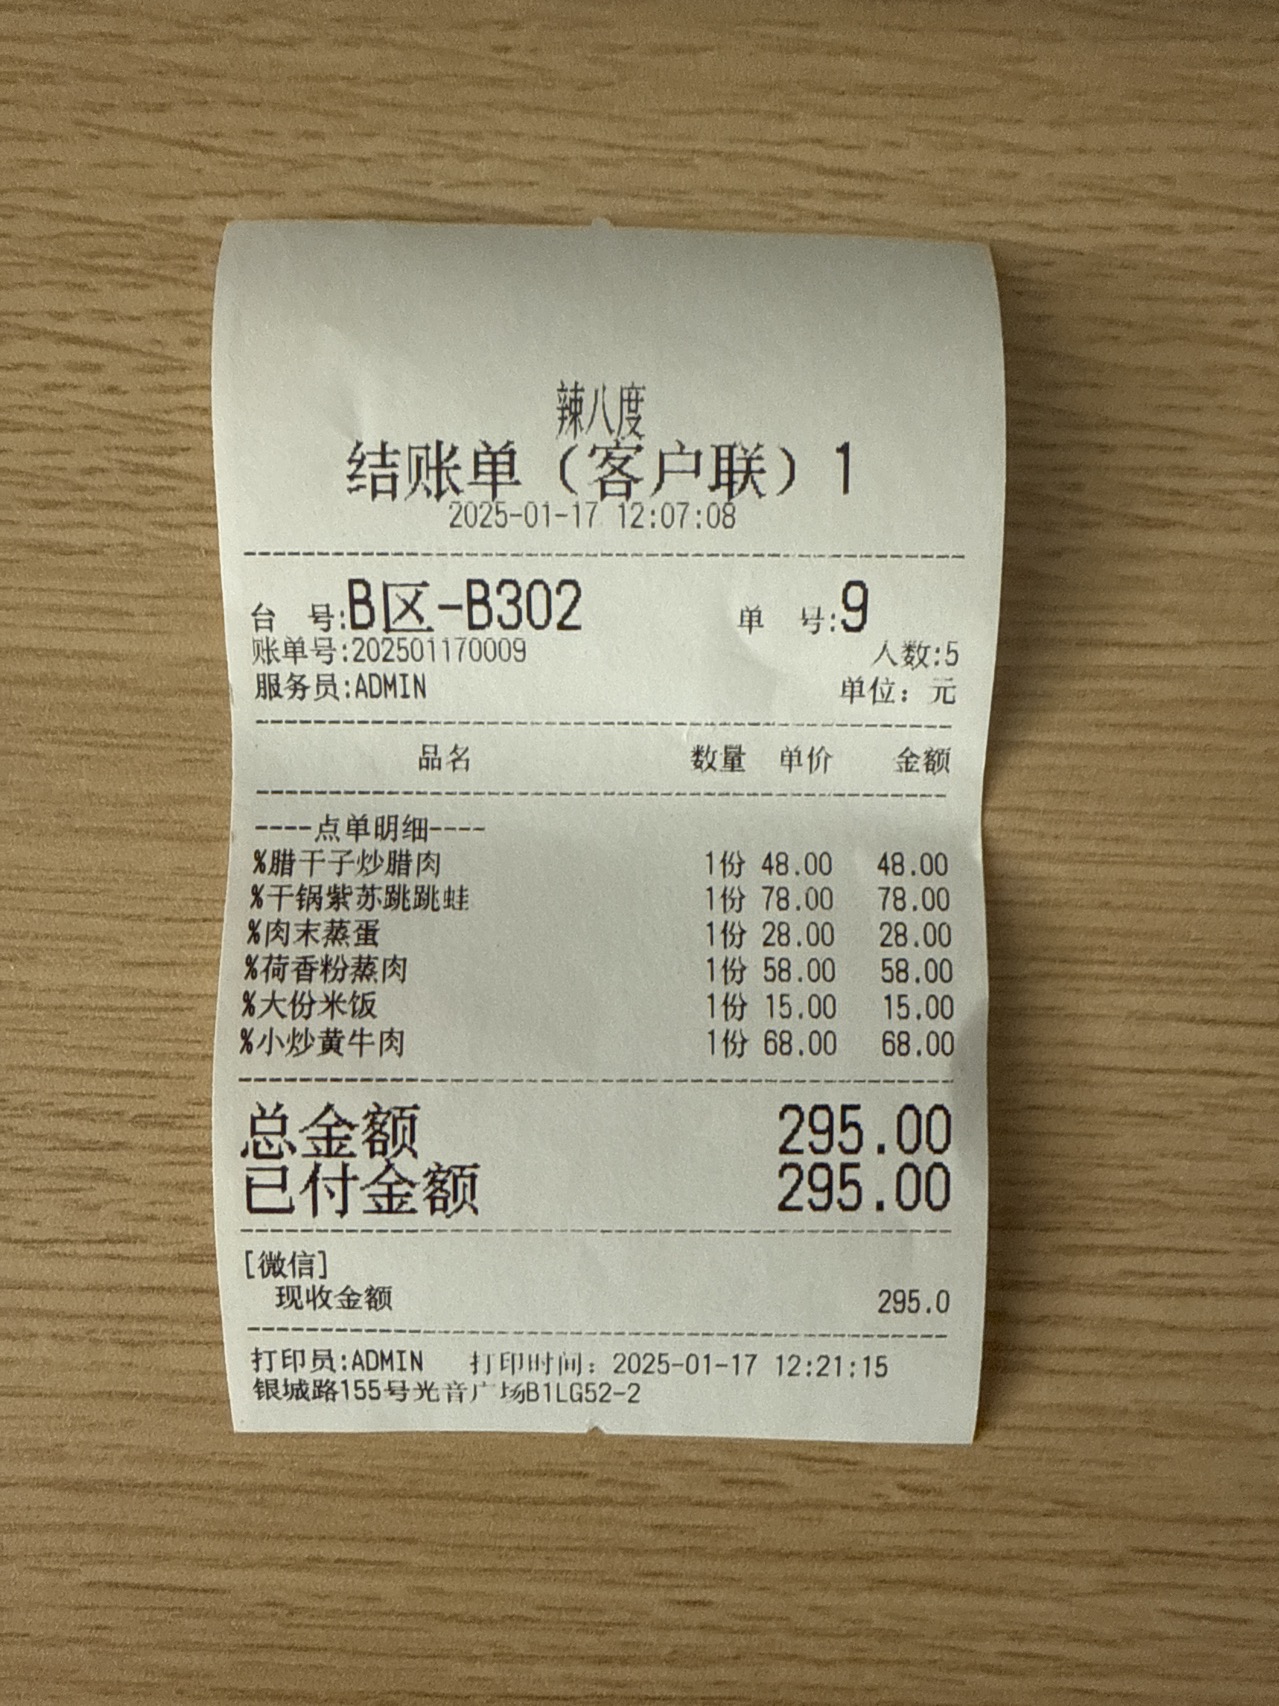 辣八度
结账单（客户联）1
2025-01-17 12:07:08
台 号:B区-B302 单 号:9
账单号:202501170009 人数:5
服务员:ADMIN 单位：元
品名 数量 单价 金额
----点单明细----
%腊干子炒腊肉 1份 48.00 48.00
%干锅紫苏跳跳蛙 1份 78.00 78.00
%肉末蒸蛋 1份 28.00 28.00
%荷香粉蒸肉 1份 58.00 58.00
%大份米饭 1份 15.00 15.00
%小炒黄牛肉 1份 68.00 68.00
总金额 295.00
已付金额 295.00
[微信]
现收金额 295.0
打印员:ADMIN 打印时间：2025-01-17 12:21:15
银城路155号光音广场B1LG52-2